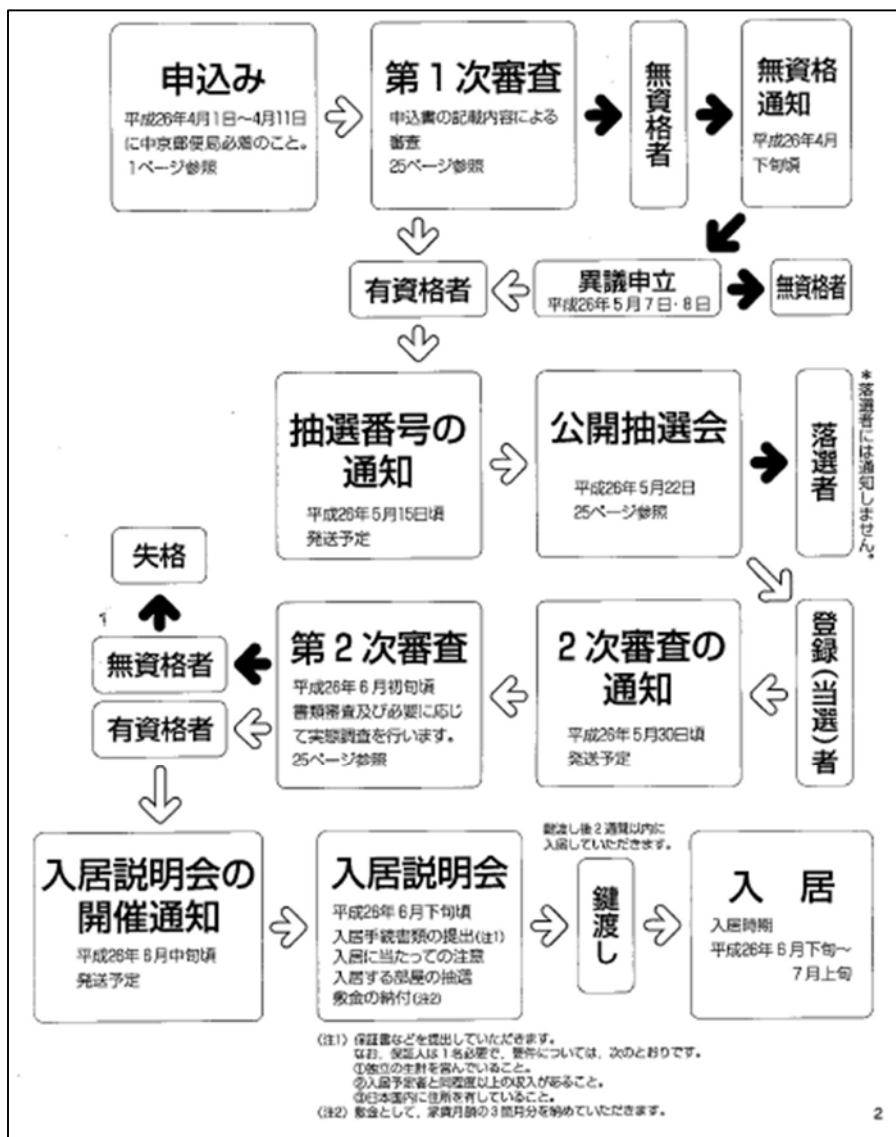 申込み
平成26年4月1日～4月11日
に中京郵便局必着のこと。
1ページ参照
第1次審査
申込書の記載内容による
審査
25ページ参照
無資格者
無資格
通知
平成26年4月
下旬頃
有資格者
異議申立
平成26年5月7日・8日
無資格者
抽選番号の
通知
平成26年5月15日頃
発送予定
公開抽選会
平成26年5月22日
25ページ参照
落選者
*落選者には通知しません。
失格
無資格者
有資格者
第2次審査
平成26年6月初旬頃
書類審査及び必要に応じ
て実態調査を行います。
25ページ参照
2次審査の
通知
平成26年5月30日頃
発送予定
登録(当選)者
入居説明会の
開催通知
平成26年6月中旬頃
発送予定
入居説明会
平成26年6月下旬頃
入居手続書類の提出(注1)
入居に当たっての注意
入居する部屋の抽選
敷金の納付(注2)
鍵渡し後2週間以内に
入居していただきます。
鍵渡し
入 居
入居時期
平成26年6月下旬～
7月上旬
(注1) 保証書などを提出していただきます。
なお、保証人は1名必要で、要件については、次のとおりです。
①独立の生計を営んでいること。
②入居予定者と同程度以上の収入があること。
③日本国内に住所を有していること。
(注2) 敷金として、家賃月額の3箇月分を納めていただきます。
2